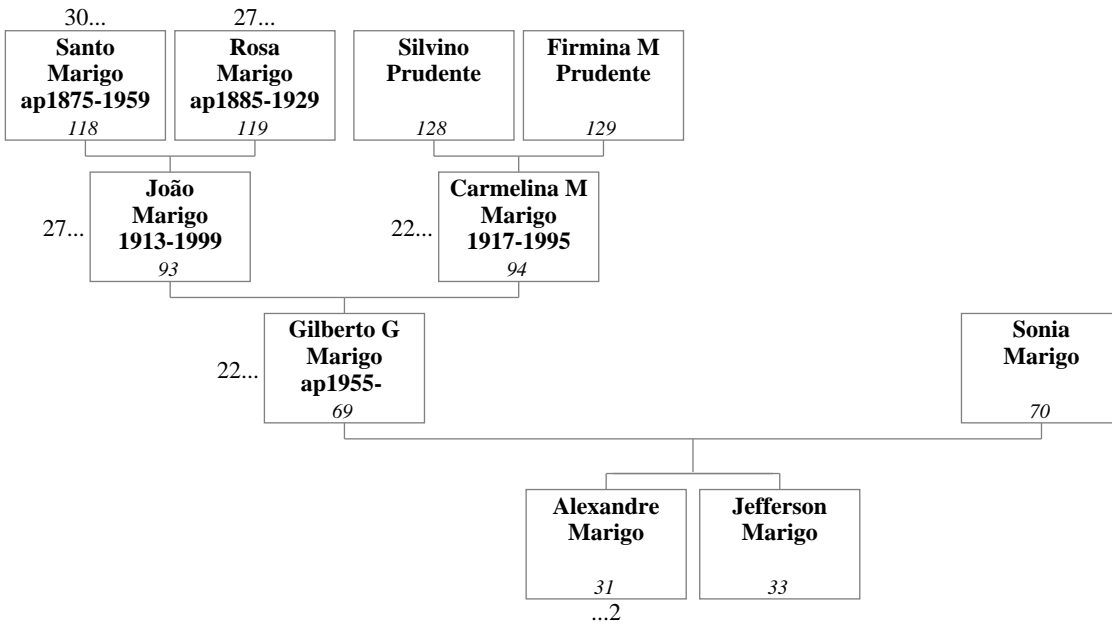 30...
27...
Santo
Marigo
ap1875-1959
118
Rosa
Marigo
ap1885-1929
119
Silvino
Prudente
128
Firmina M
Prudente
129
27...
João
Marigo
1913-1999
93
22...
Carmelina M
Marigo
1917-1995
94
22...
Gilberto G
Marigo
ap1955-
69
Sonia
Marigo
70
Alexandre
Marigo
31
...2
Jefferson
Marigo
33